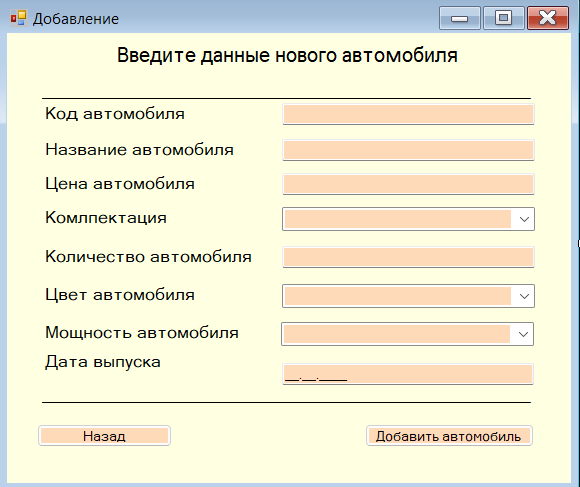 Добавление
Введите данные нового автомобиля
Код автомобиля
Название автомобиля
Цена автомобиля
Комлпектация
Количество автомобиля
Цвет автомобиля
Мощность автомобиля
Дата выпуска
__.__.____
Назад
Добавить автомобиль